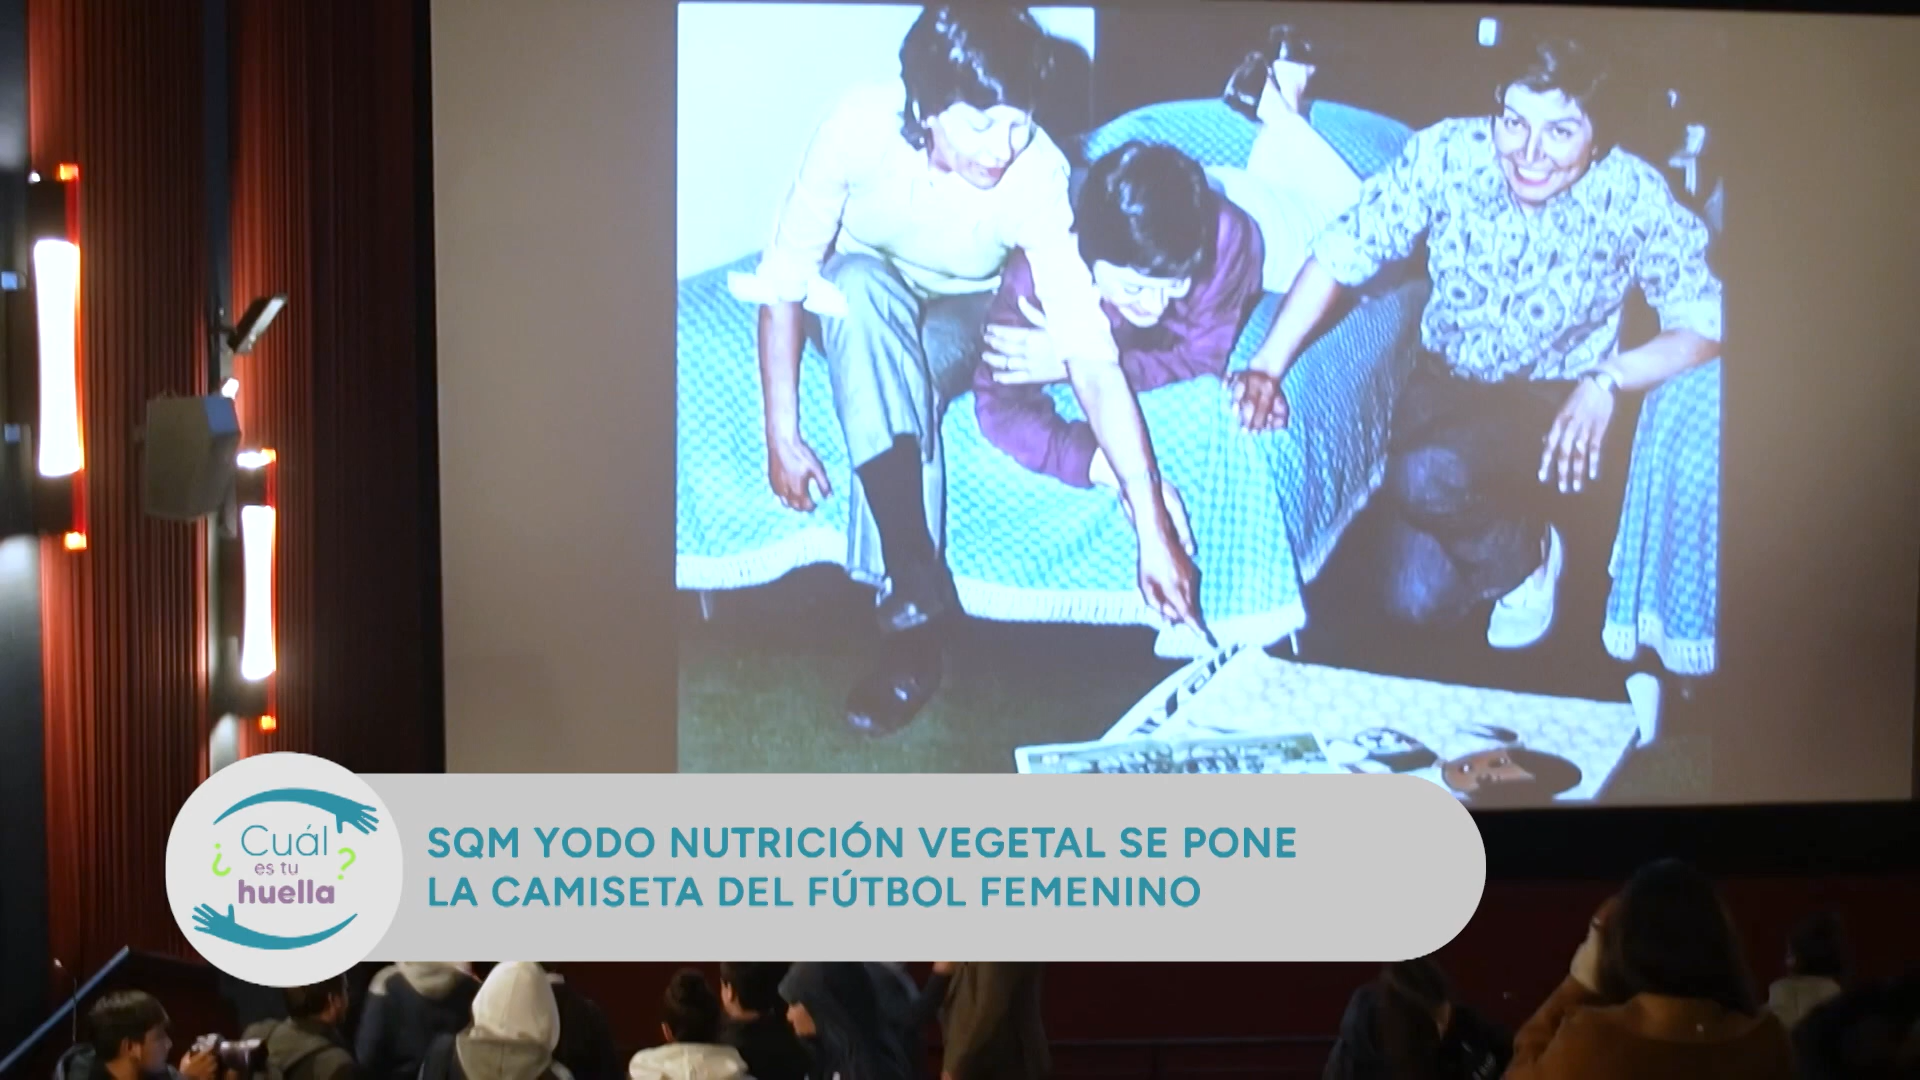 ¿Cuál
es tu
huella?
SQM YODO NUTRICIÓN VEGETAL SE PONE
LA CAMISETA DEL FÚTBOL FEMENINO